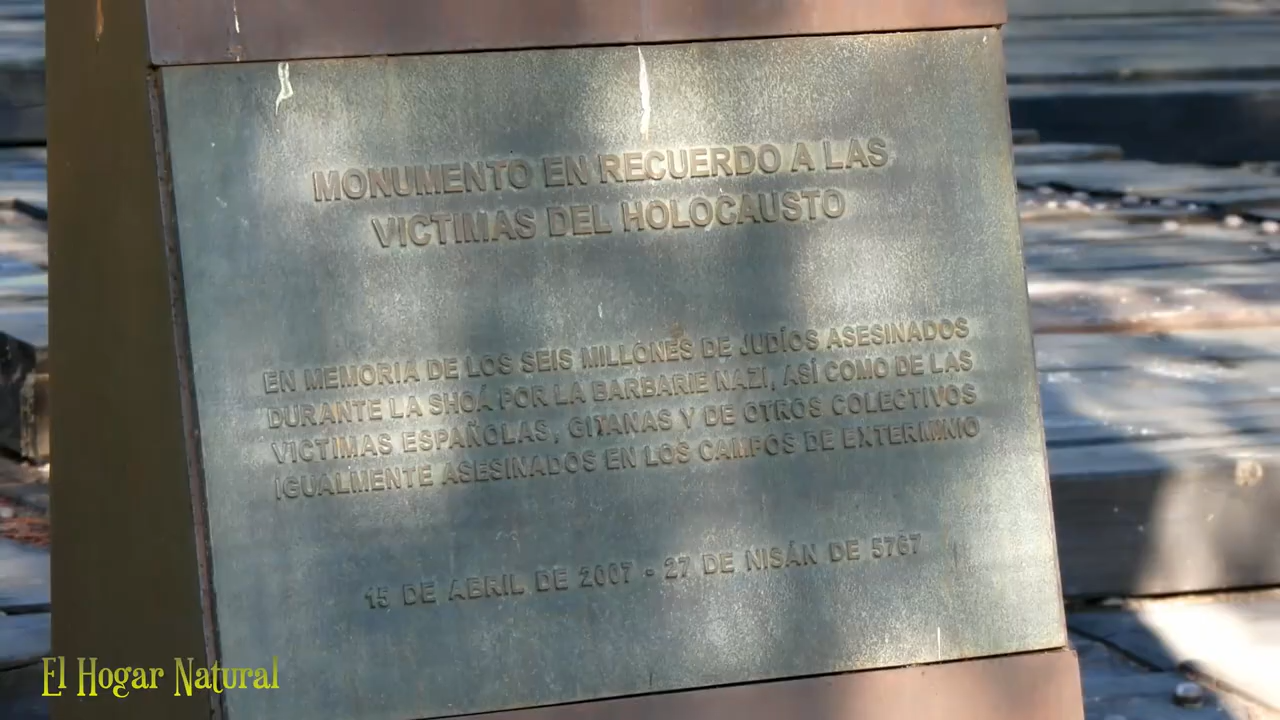 MONUMENTO EN RECUERDO A LAS
VICTIMAS DEL HOLOCAUSTO
EN MEMORIA DE LOS SEIS MILLONES DE JUDÍOS ASESINADOS
DURANTE LA SHOÁ POR LA BARBARIE NAZI, ASÍ COMO DE LAS
VICTIMAS ESPAÑOLAS, GITANAS Y DE OTROS COLECTIVOS
IGUALMENTE ASESINADOS EN LOS CAMPOS DE EXTERMINIO
15 DE ABRIL DE 2007 - 27 DE NISÁN DE 5767
El Hogar Natural